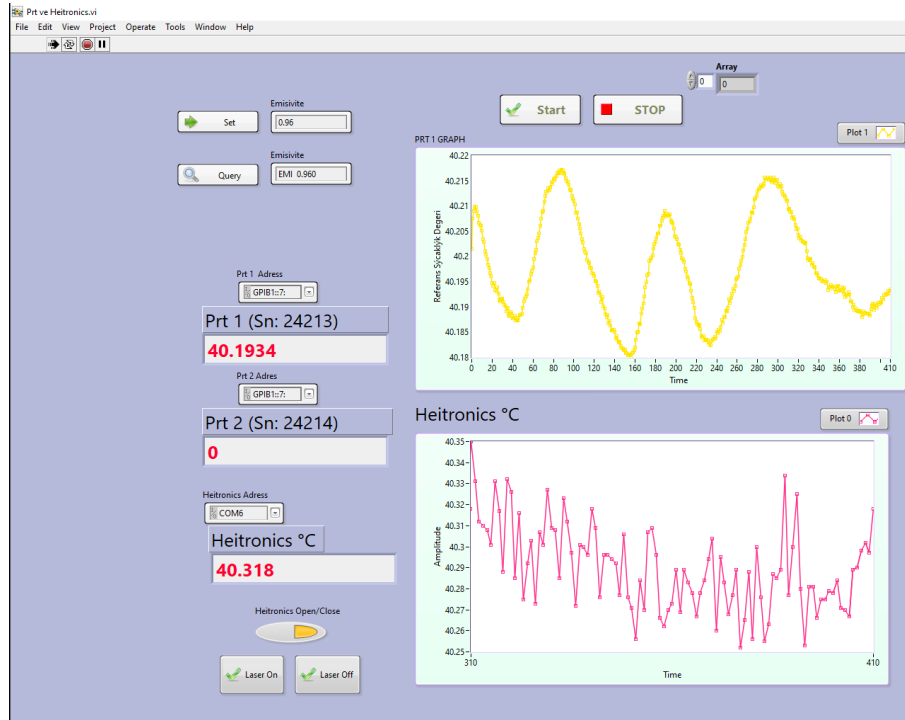 Prt ve Heitronics.vi
File Edit View Project Operate Tools Window Help
Array
0 0
Emisivite
Set 0.96
Start STOP
Emisivite
Query EMI 0.960
Plot 1
PRT 1 GRAPH
40.22
40.215
40.21
40.205
40.2
40.195
40.19
40.185
40.18
Referans Sýcaklýk Degeri
0 20 40 60 80 100 120 140 160 180 200 220 240 260 280 300 320 340 360 380 410
Time
Prt 1 Adress
GPIB1::7:
Prt 1 (Sn: 24213)
40.1934
Prt 2 Adres
GPIB1::7:
Prt 2 (Sn: 24214)
0
Heitronics Adress
COM6
Heitronics °C
40.318
Heitronics Open/Close
Laser On Laser Off
Heitronics °C
Plot 0
40.35
40.34
40.33
40.32
40.31
40.3
40.29
40.28
40.27
40.26
40.25
Amplitude
310 410
Time